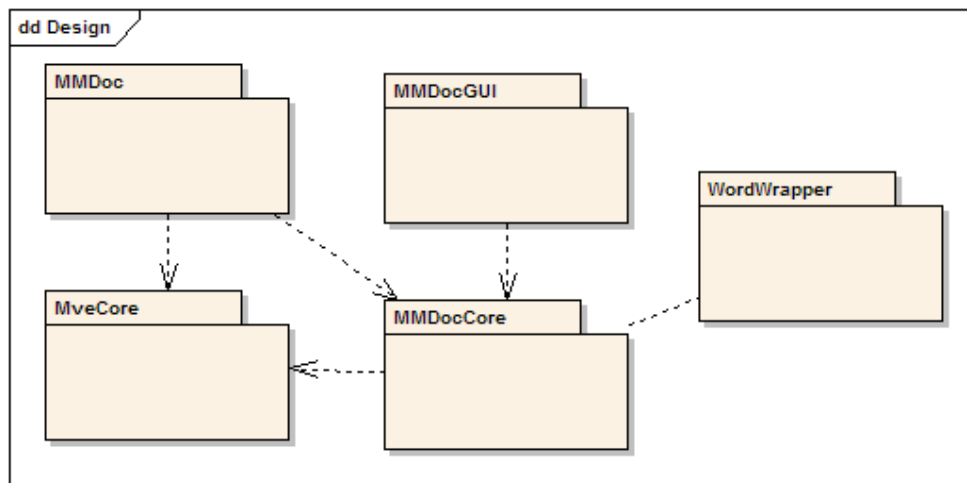 dd Design
MMDoc
MMDocGUI
WordWrapper
MveCore
MMDocCore